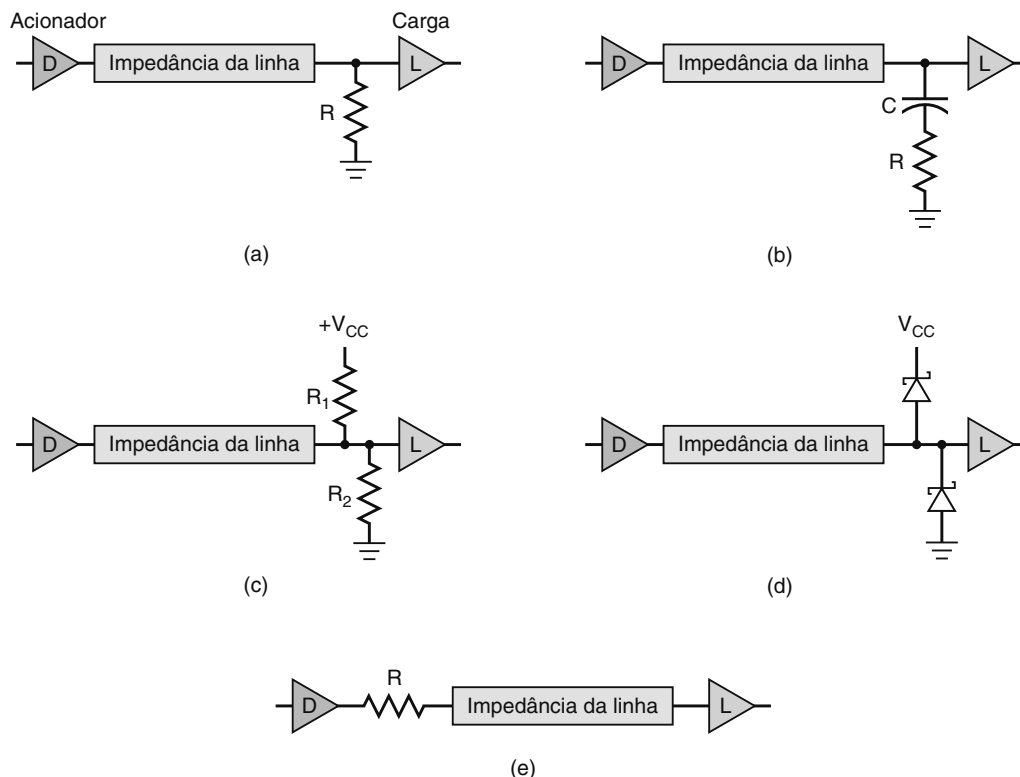 Acionador
Carga
D
Impedância da linha
L
R
(a)
D
Impedância da linha
L
C
R
(b)
+VCC
R1
D
Impedância da linha
L
R2
(c)
VCC
D
Impedância da linha
L
(d)
R
D
Impedância da linha
L
(e)